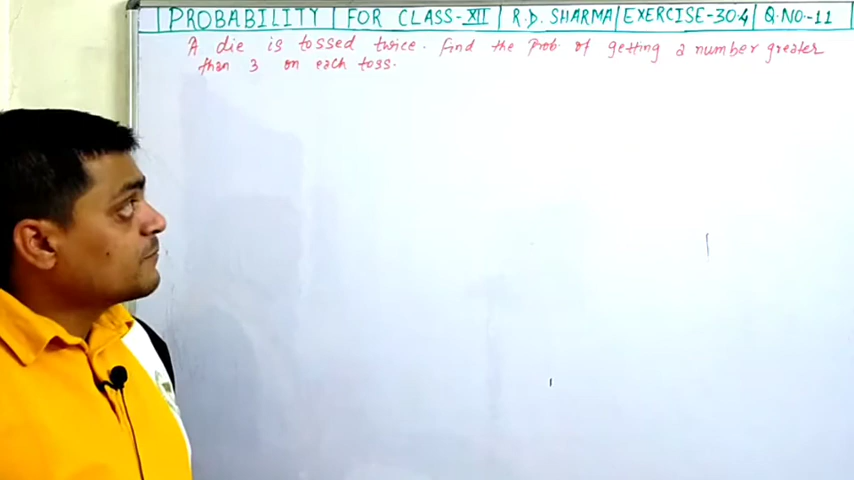 PROBABILITY | FOR CLASS-XII | R.D. SHARMA | EXERCISE-30.4 | Q.NO.-11
A die is tossed twice. Find the Prob. of getting a number greater
than 3 on each toss.